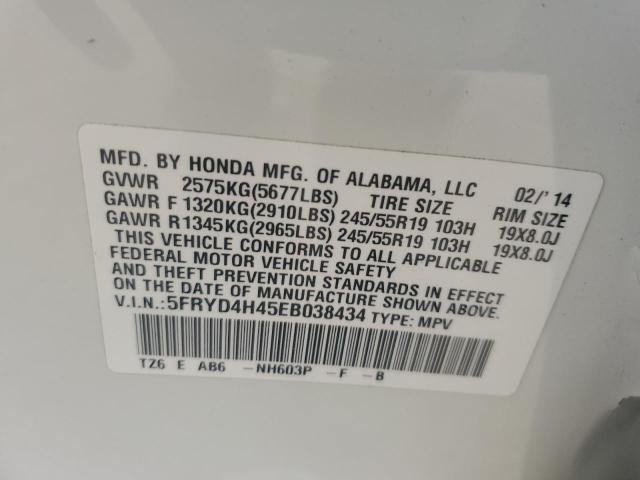 MFD. BY HONDA MFG. OF ALABAMA, LLC 02/'14
GVWR 2575KG(5677LBS) TIRE SIZE RIM SIZE
GAWR F 1320KG(2910LBS) 245/55R19 103H 19X8.0J
GAWR R1345KG(2965LBS) 245/55R19 103H 19X8.0J
THIS VEHICLE CONFORMS TO ALL APPLICABLE
FEDERAL MOTOR VEHICLE SAFETY
AND THEFT PREVENTION STANDARDS IN EFFECT
ON THE DATE OF MANUFACTURE SHOWN ABOVE.
V.I.N.:5FRYD4H45EB038434 TYPE: MPV
TZ6 E AB6 -NH603P -F -B